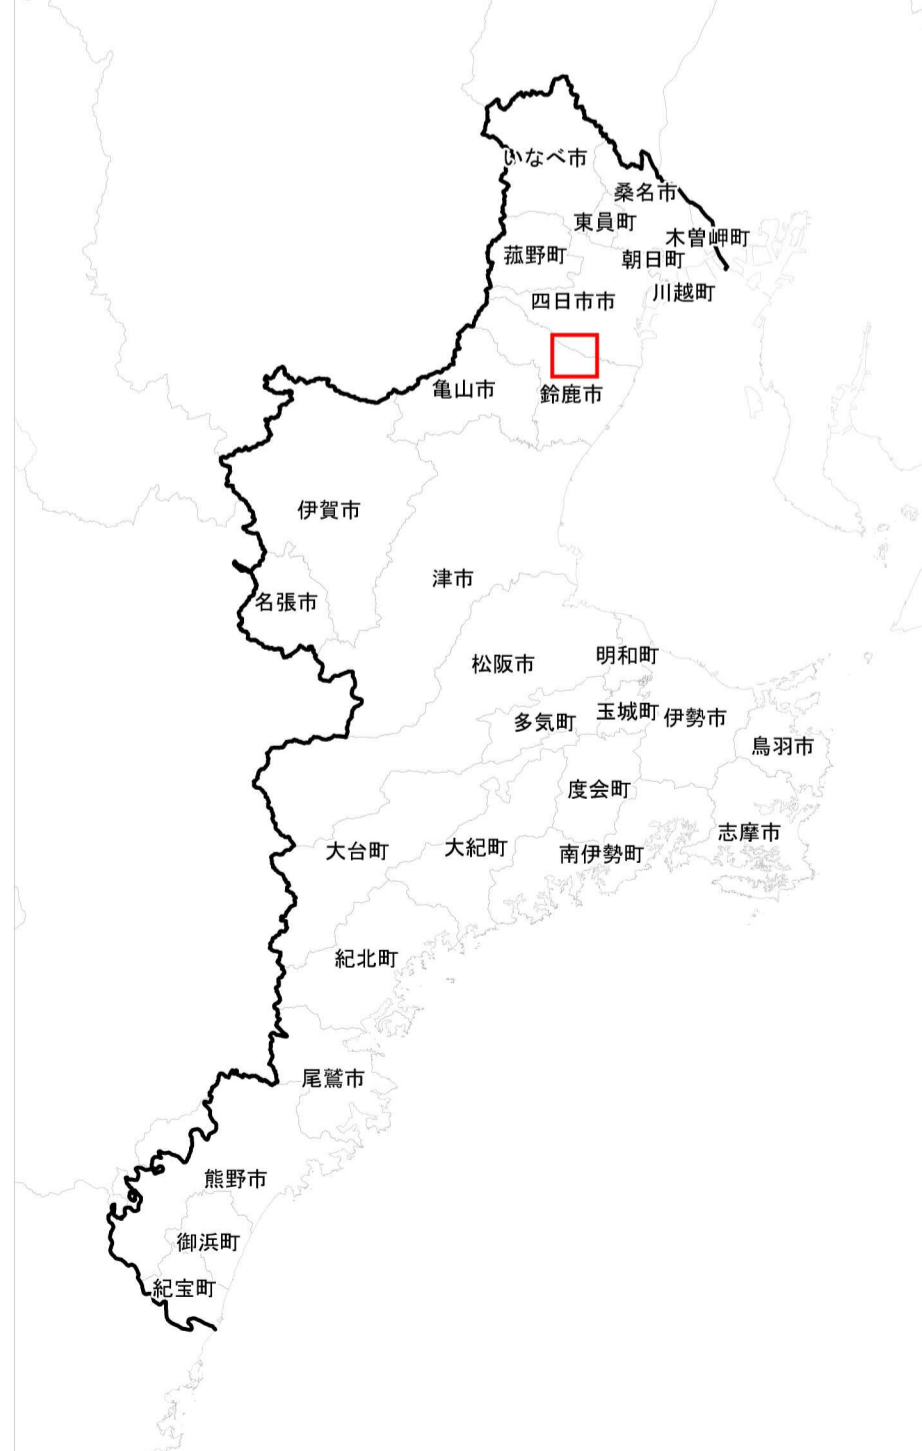 いなべ市
桑名市
東員町
木曽岬町
菰野町
朝日町
川越町
四日市市
亀山市
鈴鹿市
伊賀市
津市
名張市
松阪市
明和町
多気町
玉城町
伊勢市
鳥羽市
度会町
志摩市
大台町
大紀町
南伊勢町
紀北町
尾鷲市
熊野市
御浜町
紀宝町